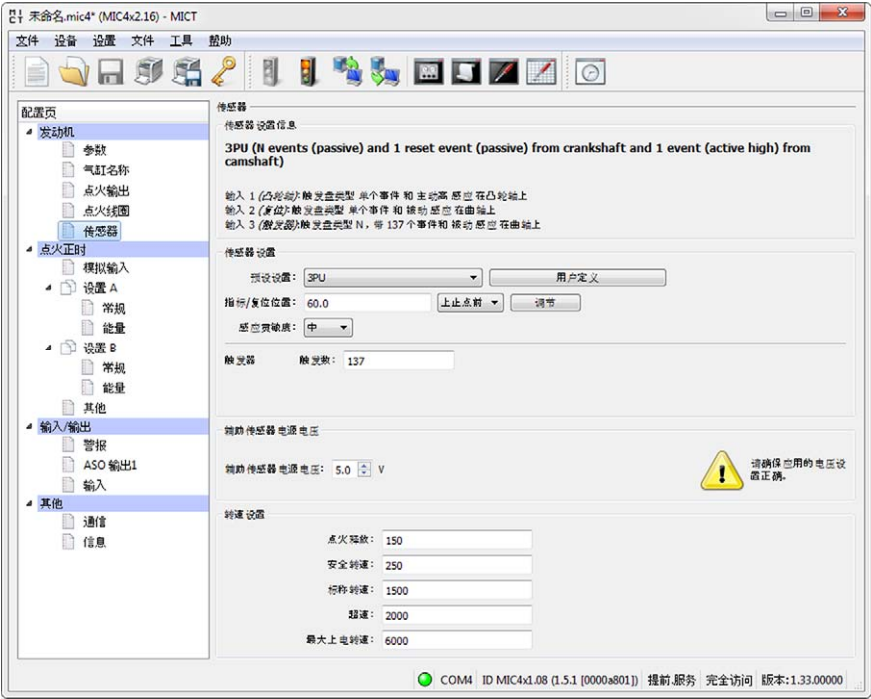 未命名.mic4* (MIC4x2.16) - MICT
文件 设备 设置 文件 工具 帮助
配置页
发动机
参数
气缸名称
点火输出
点火线圈
传感器
点火正时
模拟输入
设置 A
常规
能量
设置 B
常规
能量
其他
输入/输出
警报
ASO 输出1
输入
其他
通信
信息
传感器
传感器设置信息
3PU (N events (passive) and 1 reset event (passive) from crankshaft and 1 event (active high) from
camshaft)
输入 1 (凸轮轴):触发盘类型 单个事件 和 主动高 感应 在凸轮轴上
输入 2 (复位):触发盘类型 单个事件 和 被动 感应 在曲轴上
输入 3 (触发器):触发盘类型 N，带 137 个事件和 被动 感应 在曲轴上
传感器设置
预设设置: 3PU 用户定义
指标/复位位置: 60.0 上止点前 调节
感应灵敏度: 中
触发器 触发数: 137
辅助传感器电源电压
辅助传感器电源电压: 5.0 V
请确保应用的电压设
置正确。
转速设置
点火释放: 150
安全转速: 250
标称转速: 1500
超速: 2000
最大上电转速: 6000
COM4 ID MIC4x1.08 (1.5.1 [0000a801]) 提前.服务 完全访问 版本:1.33.00000